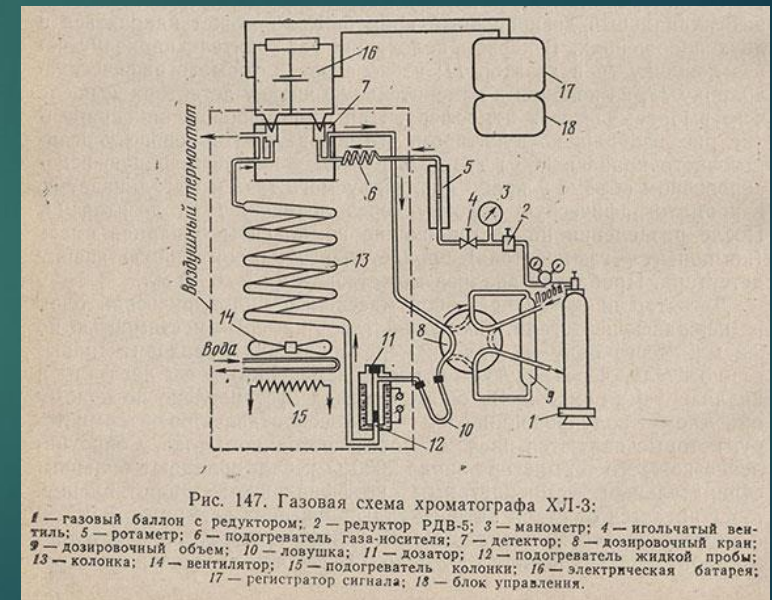 16
17
18
7
6
5
4
3
2
Воздушный термостат
13
14
Вода
15
11
12
8
10
Проба
9
1
Рис. 147. Газовая схема хроматографа ХЛ-3:
1 — газовый баллон с редуктором; 2 — редуктор РДВ-5; 3 — манометр; 4 — игольчатый вен-
тиль; 5 — ротаметр; 6 — подогреватель газа-носителя; 7 — детектор; 8 — дозировочный кран;
9 — дозировочный объем; 10 — ловушка; 11 — дозатор; 12 — подогреватель жидкой пробы;
13 — колонка; 14 — вентилятор; 15 — подогреватель колонки; 16 — электрическая батарея;
17 — регистратор сигнала; 18 — блок управления.